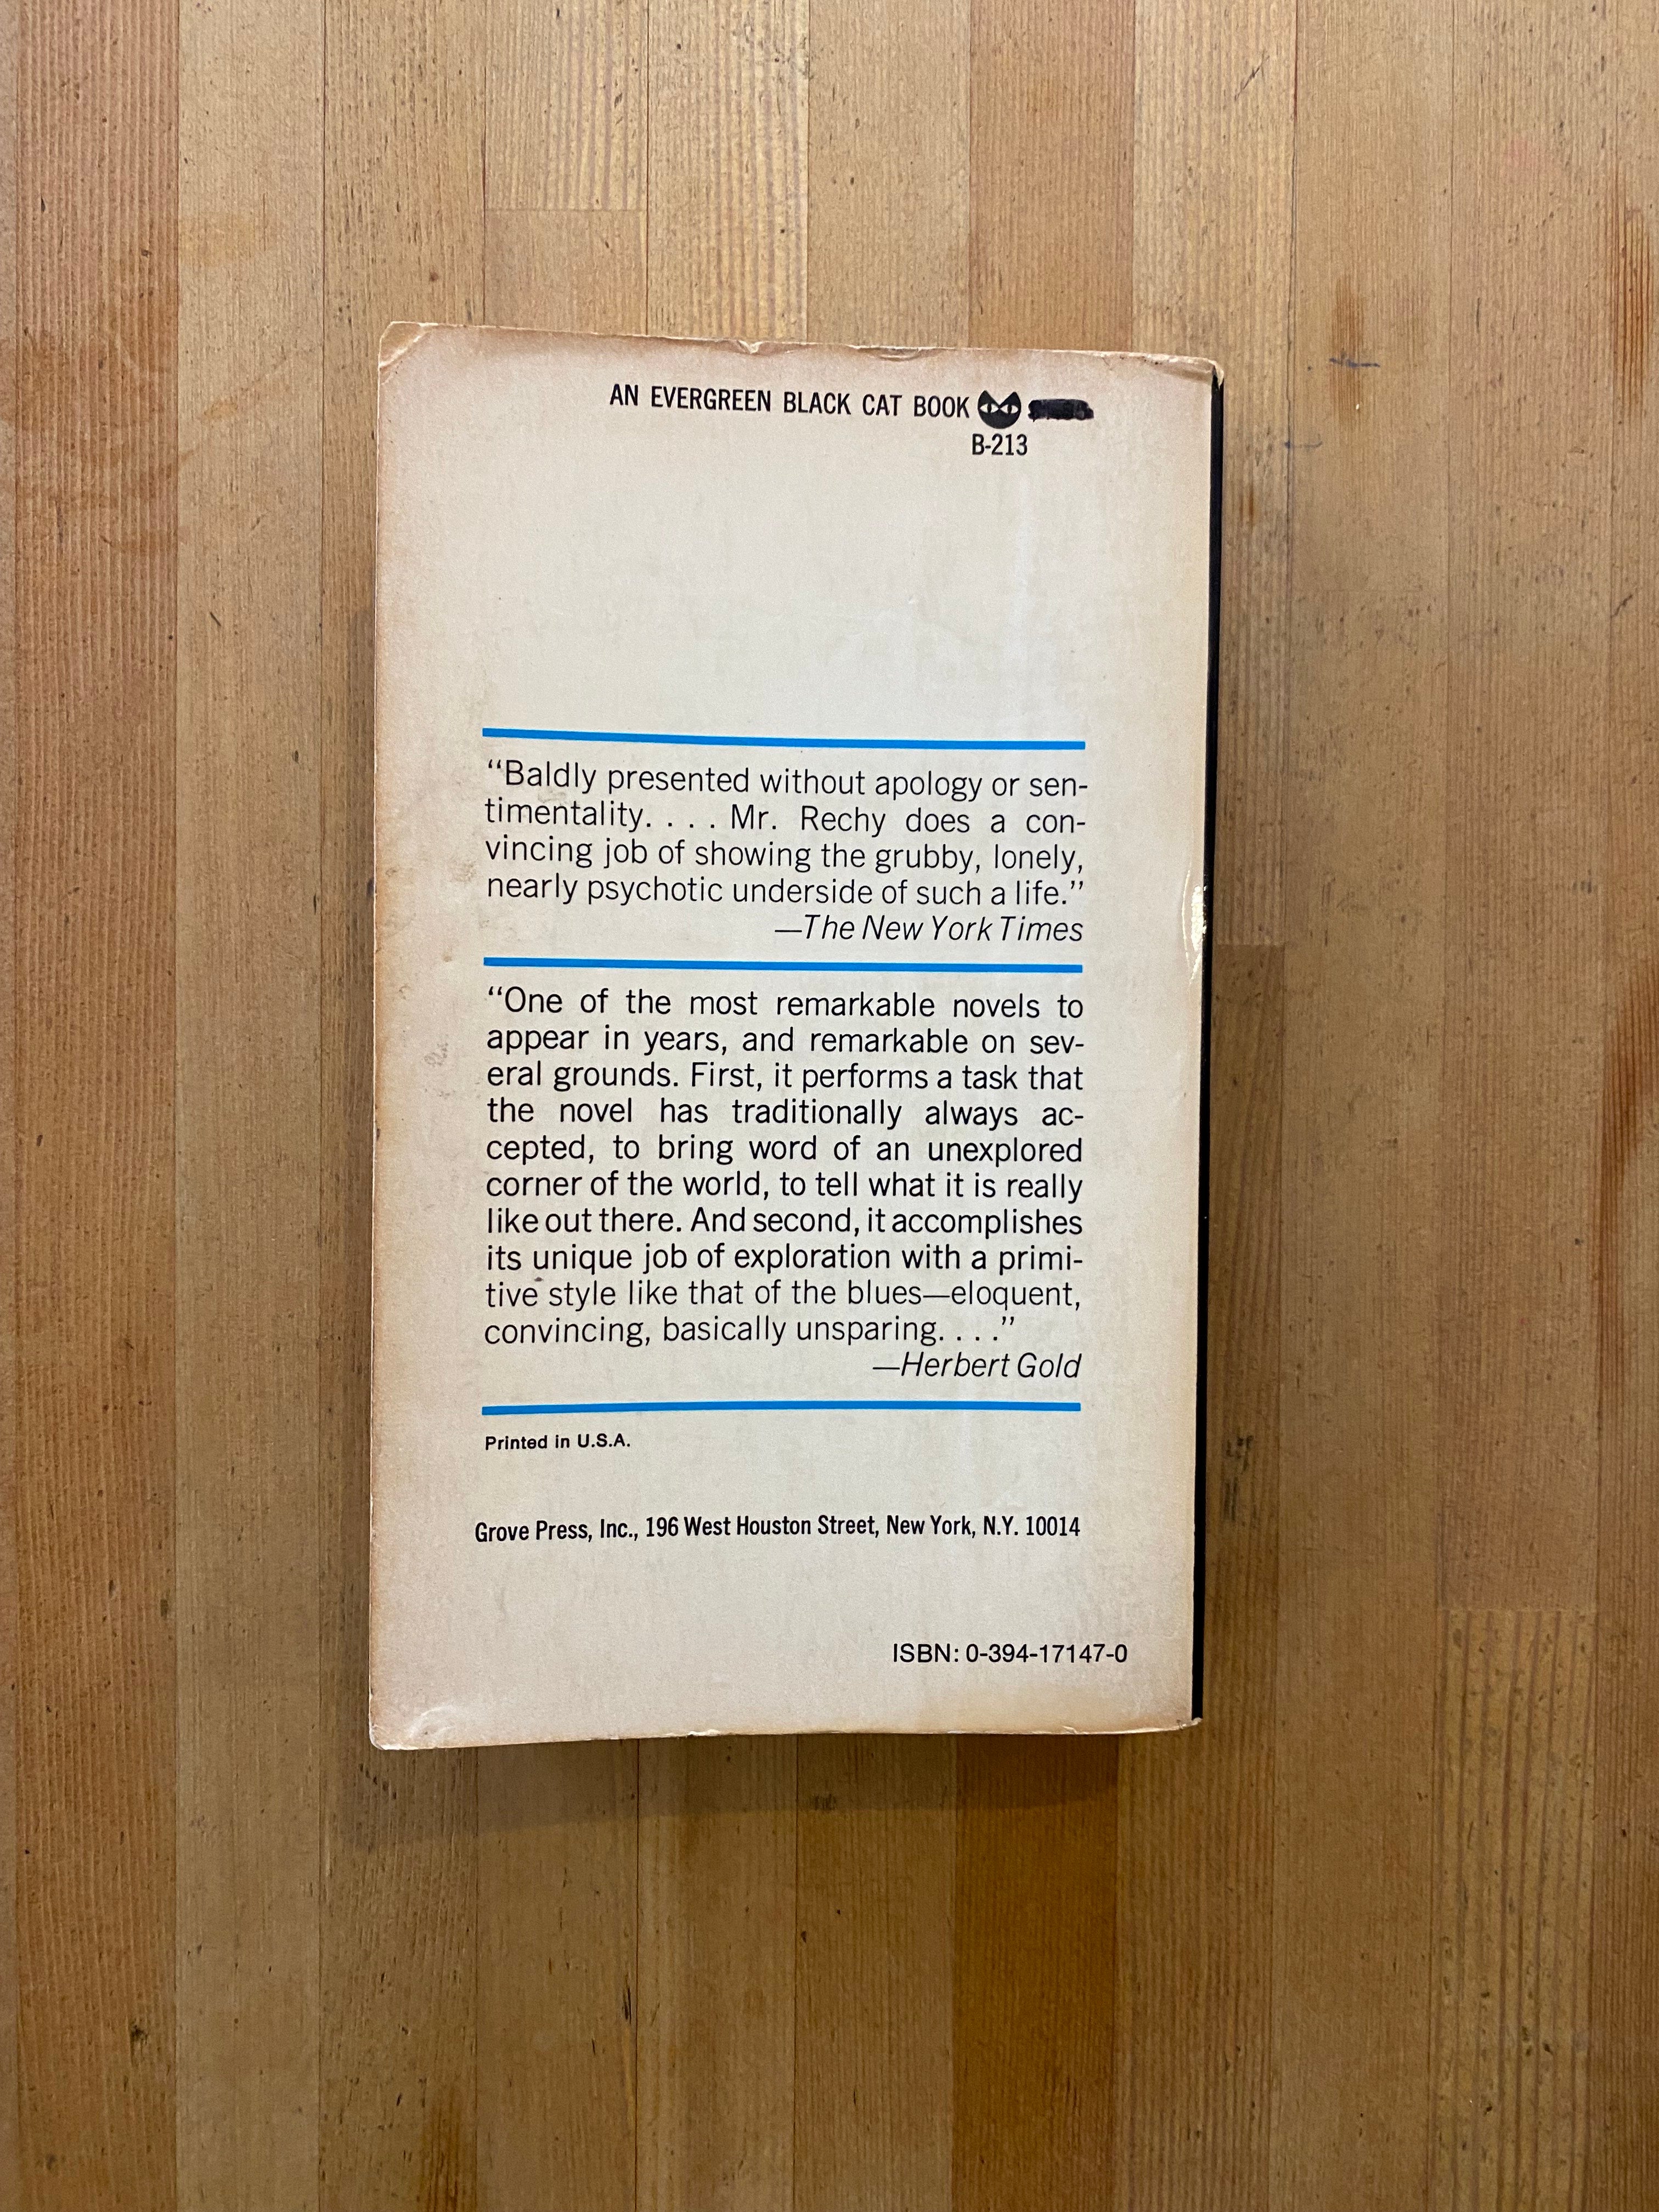 AN EVERGREEN BLACK CAT BOOK
B-213
“Baldly presented without apology or sen-
timentality. . . . Mr. Rechy does a con-
vincing job of showing the grubby, lonely,
nearly psychotic underside of such a life.”
—The New York Times
“One of the most remarkable novels to
appear in years, and remarkable on sev-
eral grounds. First, it performs a task that
the novel has traditionally always ac-
cepted, to bring word of an unexplored
corner of the world, to tell what it is really
like out there. And second, it accomplishes
its unique job of exploration with a primi-
tive style like that of the blues—eloquent,
convincing, basically unsparing. . . .”
—Herbert Gold
Printed in U.S.A.
Grove Press, Inc., 196 West Houston Street, New York, N.Y. 10014
ISBN: 0-394-17147-0